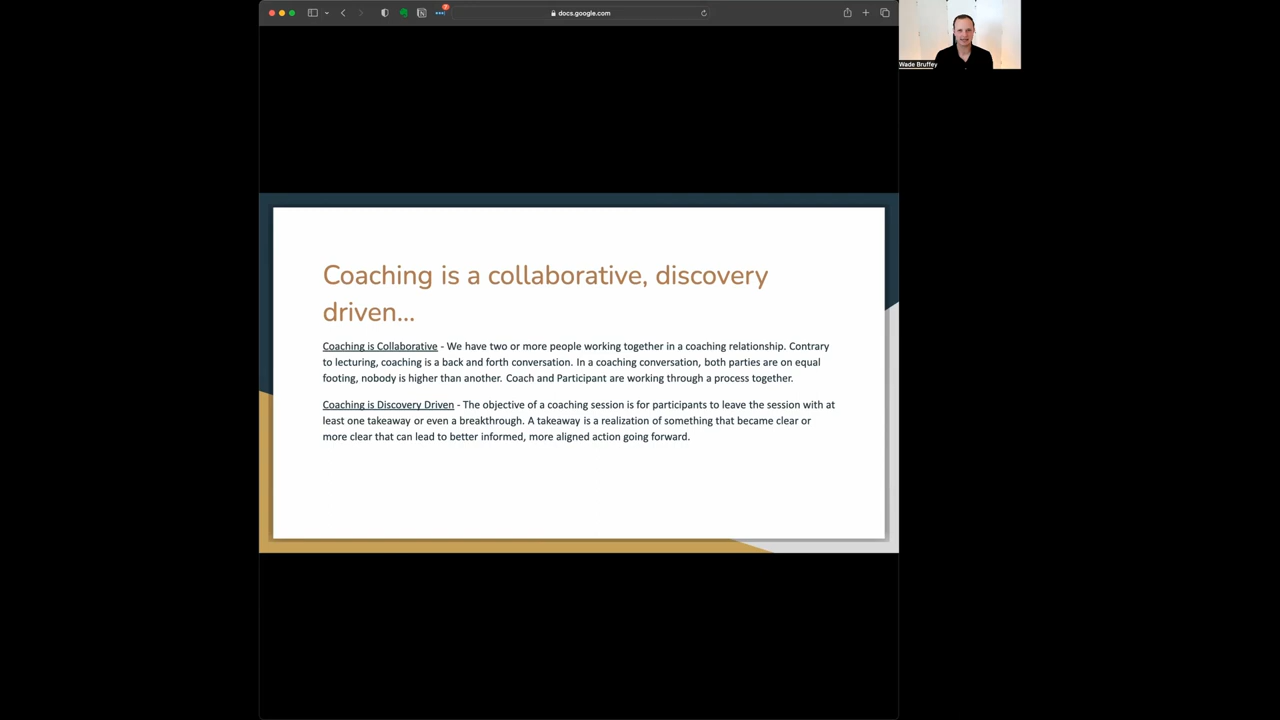 docs.google.com
7
Wade Bruffey
Coaching is a collaborative, discovery
driven...
Coaching is Collaborative - We have two or more people working together in a coaching relationship. Contrary
to lecturing, coaching is a back and forth conversation. In a coaching conversation, both parties are on equal
footing, nobody is higher than another. Coach and Participant are working through a process together.
Coaching is Discovery Driven - The objective of a coaching session is for participants to leave the session with at
least one takeaway or even a breakthrough. A takeaway is a realization of something that became clear or
more clear that can lead to better informed, more aligned action going forward.